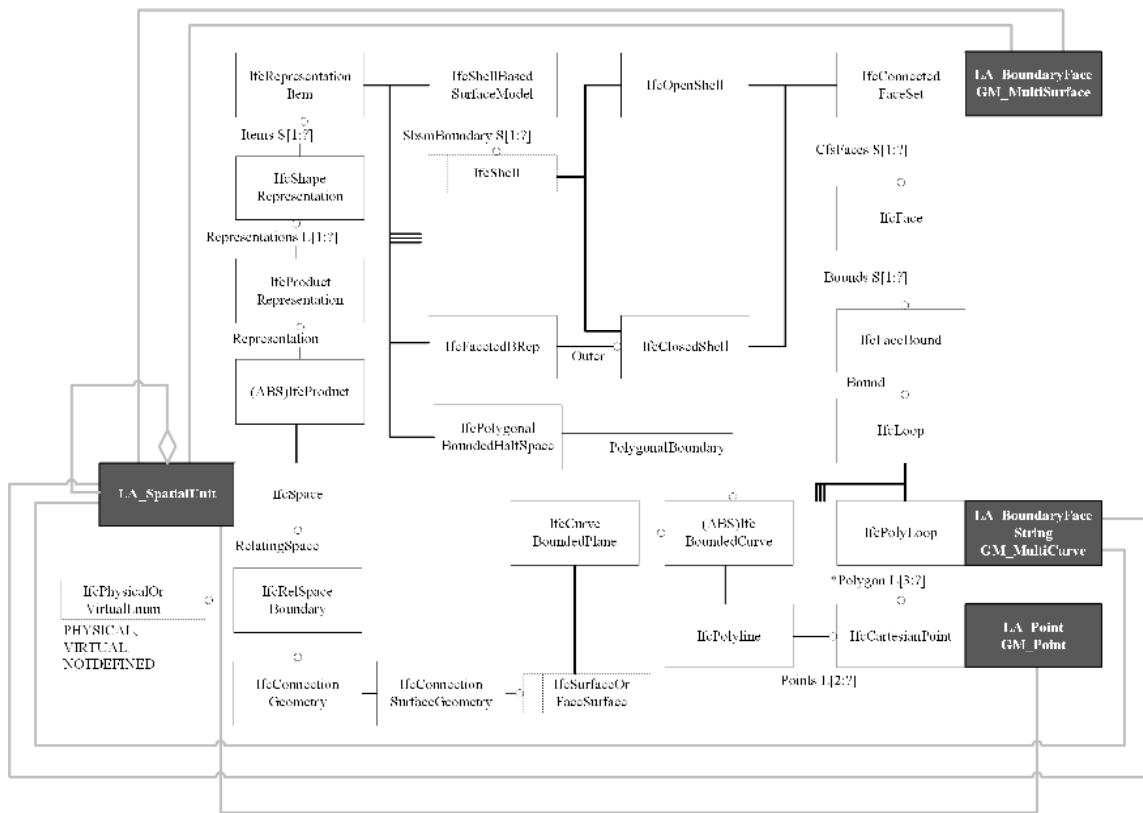 IfcRepresentation
Item
IfcShellBased
SurfaceModel
IfcOpenShell
IfcConnected
FaceSet
LA_BoundaryFace
GM_MultiSurface
Items S[1:?]
SbsmBoundary S[1:?]
CfsFaces S[1:?]
IfcShape
Representation
IfcShell
IfcFace
Representations L[1:?]
IfcProduct
Representation
Bounds S[1:?]
Representation
IfcFacetedBRep
Outer
IfcClosedShell
IfcFaceBound
(ABS)IfcProduct
Bound
IfcPolygonal
BoundedHalfSpace
PolygonalBoundary
IfcLoop
LA_SpatialUnit
IfcSpace
IfcCurve
BoundedPlane
(ABS)Ifc
BoundedCurve
IfcPolyLoop
LA_BoundaryFace
String
GM_MultiCurve
RelatingSpace
*Polygon L[3:?]
IfcPhysicalOr
VirtualEnum
PHYSICAL,
VIRTUAL,
NOTDEFINED
IfcRelSpace
Boundary
IfcPolyline
IfcCartesianPoint
LA_Point
GM_Point
Points L[2:?]
IfcConnection
Geometry
IfcConnection
SurfaceGeometry
IfcSurfaceOr
FaceSurface